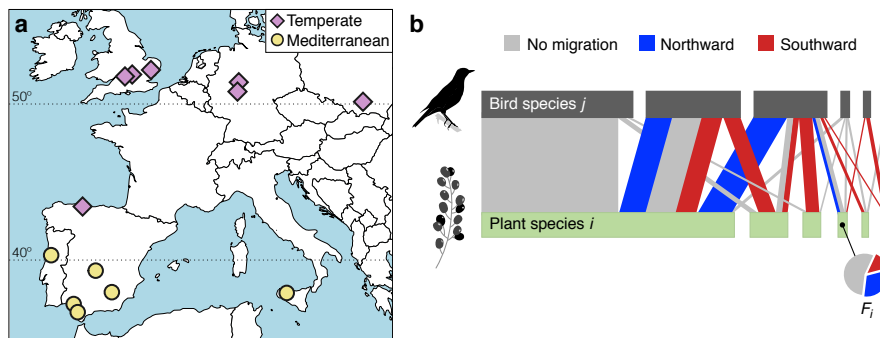 a
Temperate
Mediterranean
50º
40º
b
No migration
Northward
Southward
Bird species j
Plant species i
Fi